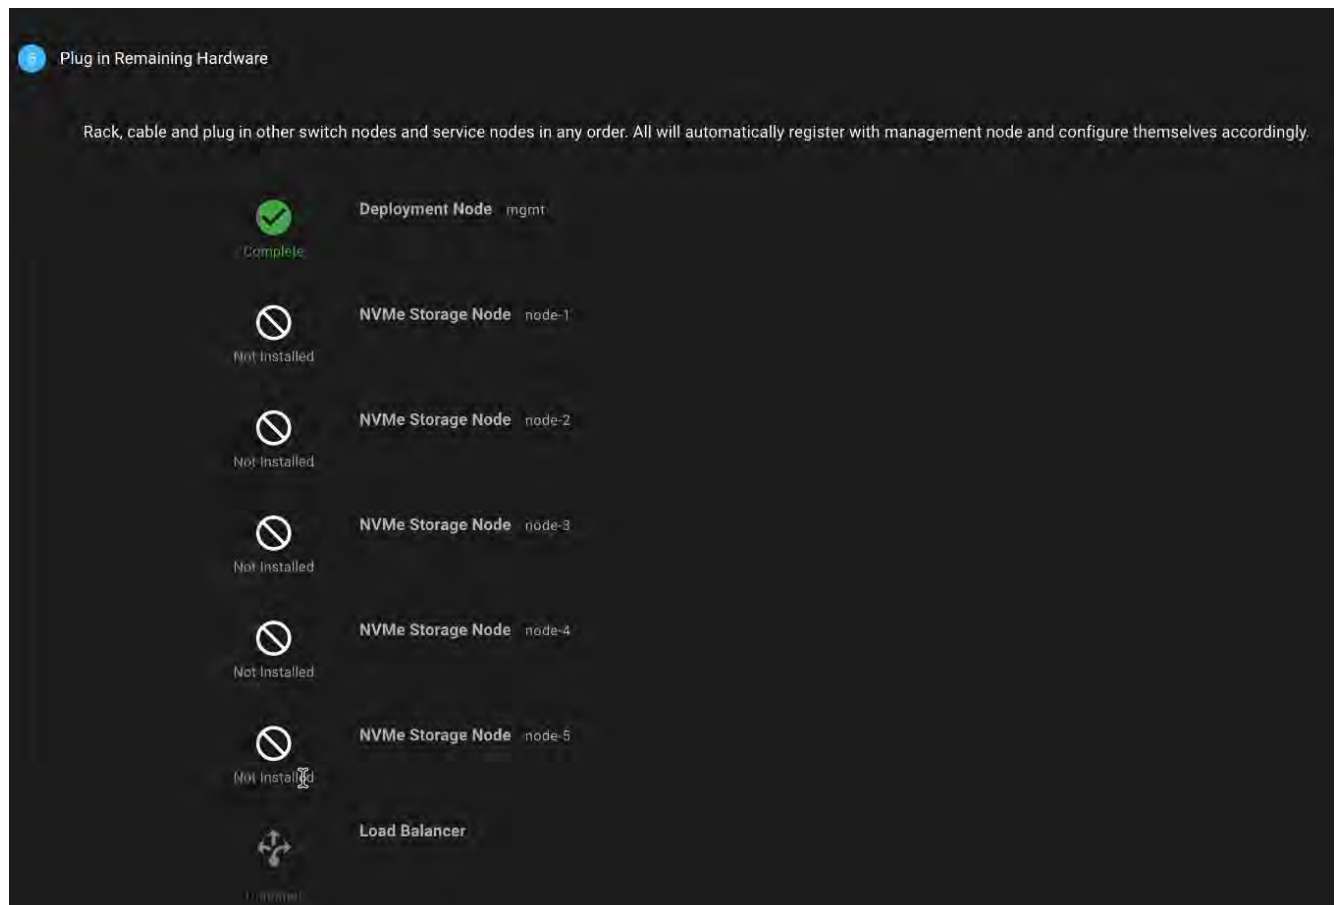 Plug in Remaining Hardware
Rack, cable and plug in other switch nodes and service nodes in any order. All will automatically register with management node and configure themselves accordingly.
Deployment Node mgmt
Complete
NVMe Storage Node node-1
Not Installed
NVMe Storage Node node-2
Not Installed
NVMe Storage Node node-3
Not Installed
NVMe Storage Node node-4
Not Installed
NVMe Storage Node node-5
Not Installed
Load Balancer